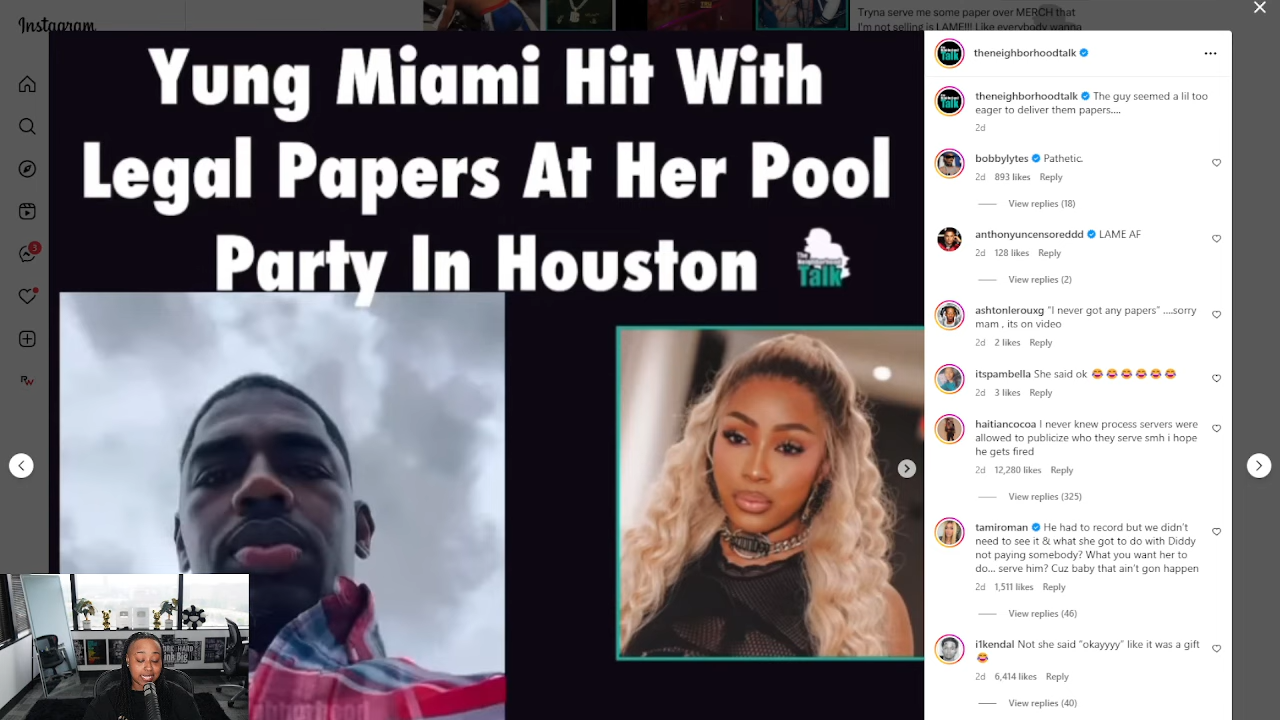 Instagram
Tryna serve me some paper over MERCH that
I'm not selling is LAME!!! Like everybody wanna
Yung Miami Hit With
Legal Papers At Her Pool
Party In Houston
The
Neighborhood
Talk
3
RW
theneighborhoodtalk
theneighborhoodtalk The guy seemed a lil too
eager to deliver them papers....
2d
bobbylytes Pathetic.
2d 893 likes Reply
View replies (18)
anthonyuncensoreddd LAME AF
2d 128 likes Reply
View replies (2)
ashtonlerouxg "I never got any papers" ....sorry
mam , its on video
2d 2 likes Reply
itspambella She said ok 😂😂😂😂😂😂
2d 3 likes Reply
haitiancocoa I never knew process servers were
allowed to publicize who they serve smh i hope
he gets fired
2d 12,280 likes Reply
View replies (325)
tamiroman He had to record but we didn't
need to see it & what she got to do with Diddy
not paying somebody? What you want her to
do... serve him? Cuz baby that ain't gon happen
2d 1,511 likes Reply
View replies (46)
i1kendal Not she said "okayyyy" like it was a gift
😂
2d 6,414 likes Reply
View replies (40)